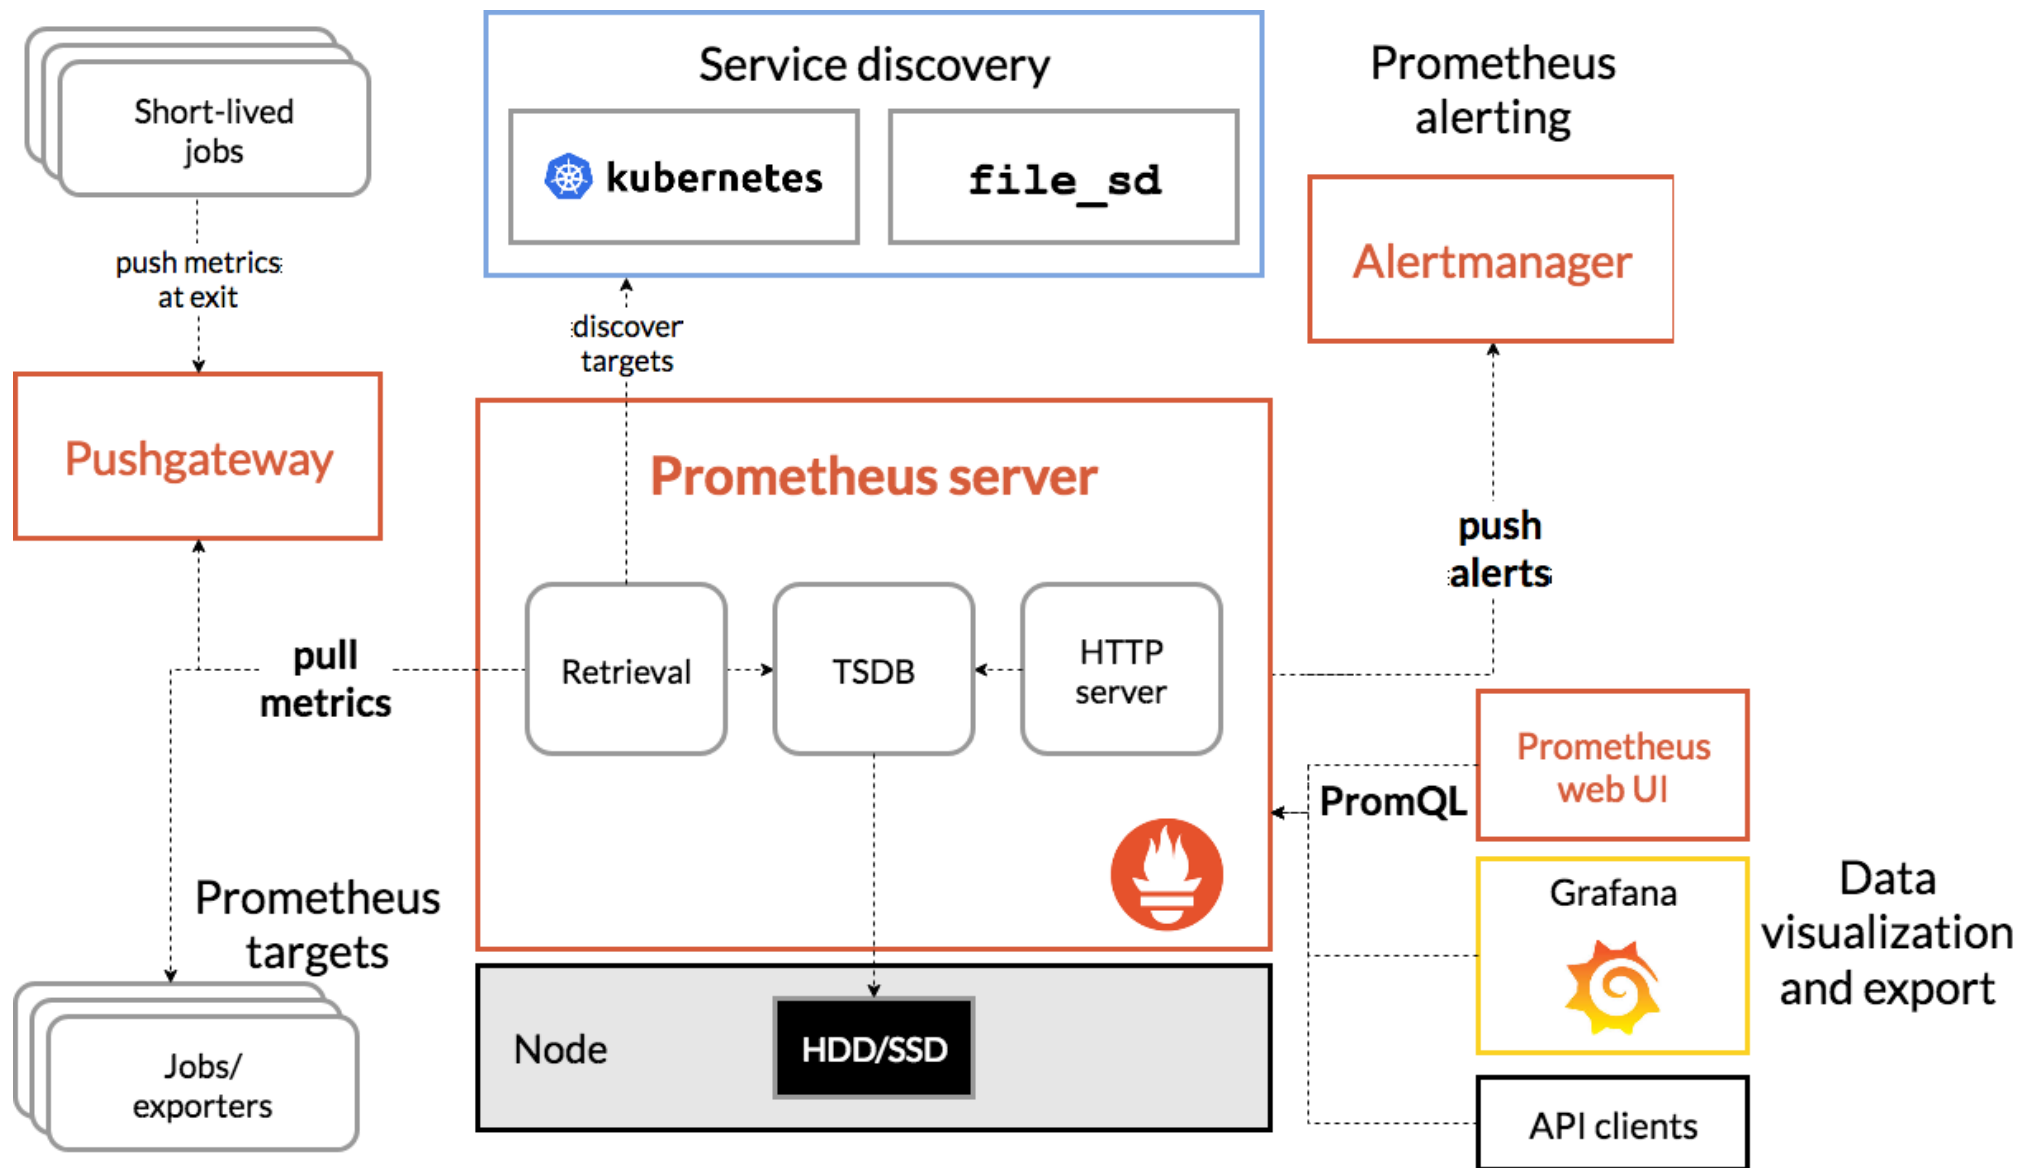 Short-lived
jobs
push metrics
at exit
Pushgateway
pull
metrics
Prometheus
targets
Jobs/
exporters
Service discovery
kubernetes
file_sd
discover
targets
Prometheus server
Retrieval
TSDB
HTTP
server
Node
HDD/SSD
Prometheus
alerting
Alertmanager
push
alerts
PromQL
Prometheus
web UI
Grafana
API clients
Data
visualization
and export